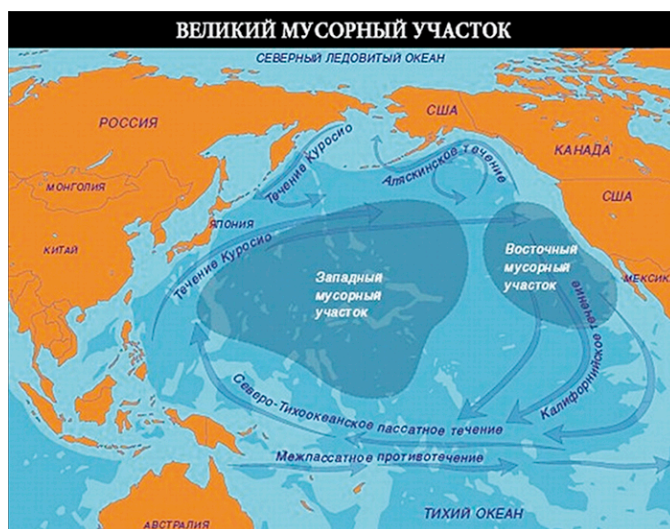 ВЕЛИКИЙ МУСОРНЫЙ УЧАСТОК
СЕВЕРНЫЙ ЛЕДОВИТЫЙ ОКЕАН
США
РОССИЯ
КАНАДА
Течение Куросио
Аляскинское течение
МОНГОЛИЯ
США
ЯПОНИЯ
КИТАЙ
Течение Куросио
Западный
мусорный
участок
Восточный
мусорный
участок
МЕКСИК
Калифорнийское течение
Северо-Тихоокеанское пассатное течение
Межпассатное противотечение
ТИХИЙ ОКЕАН
АВСТРАЛИЯ